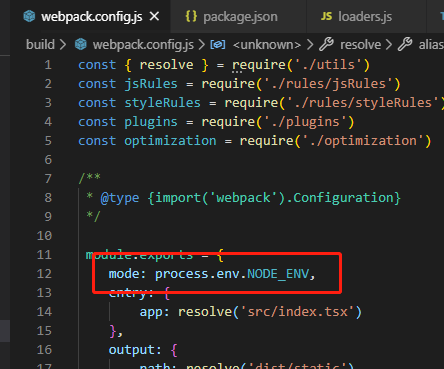 webpack.config.js × {} package.json JS loaders.js
build > webpack.config.js > <unknown> > resolve > alias
1 const { resolve } = require('./utils')
2 const jsRules = require('./rules/jsRules')
3 const styleRules = require('./rules/styleRules')
4 const plugins = require('./plugins')
5 const optimization = require('./optimization')
6
7 /**
8 * @type {import('webpack').Configuration}
9 */
10
11 module.exports = {
12 mode: process.env.NODE_ENV,
13 entry: {
14 app: resolve('src/index.tsx')
15 },
16 output: {
17 path: resolve('dist/static')